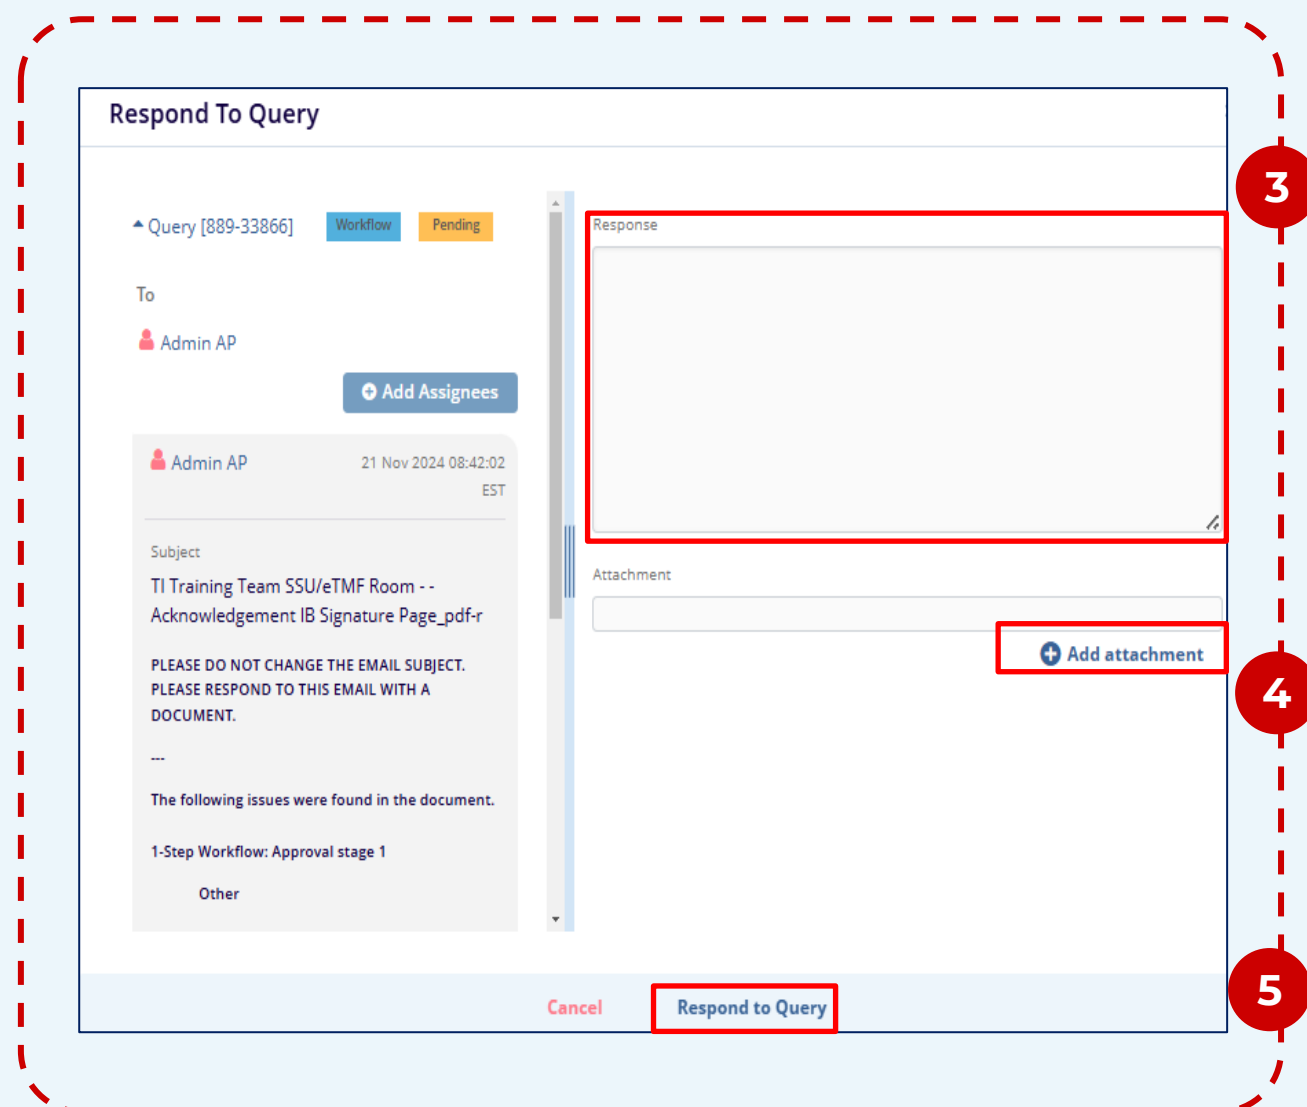 Respond To Query
3
Query [889-33866] Workflow Pending
To
Admin AP
Add Assignees
Admin AP 21 Nov 2024 08:42:02
EST
Subject
TI Training Team SSU/eTMF Room - -
Acknowledgement IB Signature Page_pdf-r
PLEASE DO NOT CHANGE THE EMAIL SUBJECT.
PLEASE RESPOND TO THIS EMAIL WITH A
DOCUMENT.
---
The following issues were found in the document.
1-Step Workflow: Approval stage 1
Other
Response
Attachment
Add attachment
4
Cancel Respond to Query
5